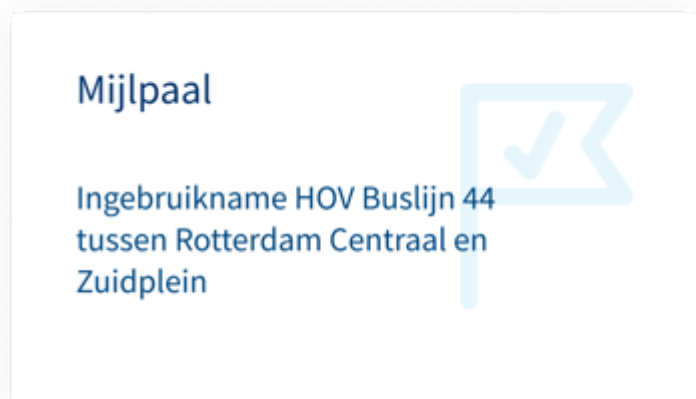 Mijlpaal
Ingebruikname HOV Buslijn 44
tussen Rotterdam Centraal en
Zuidplein